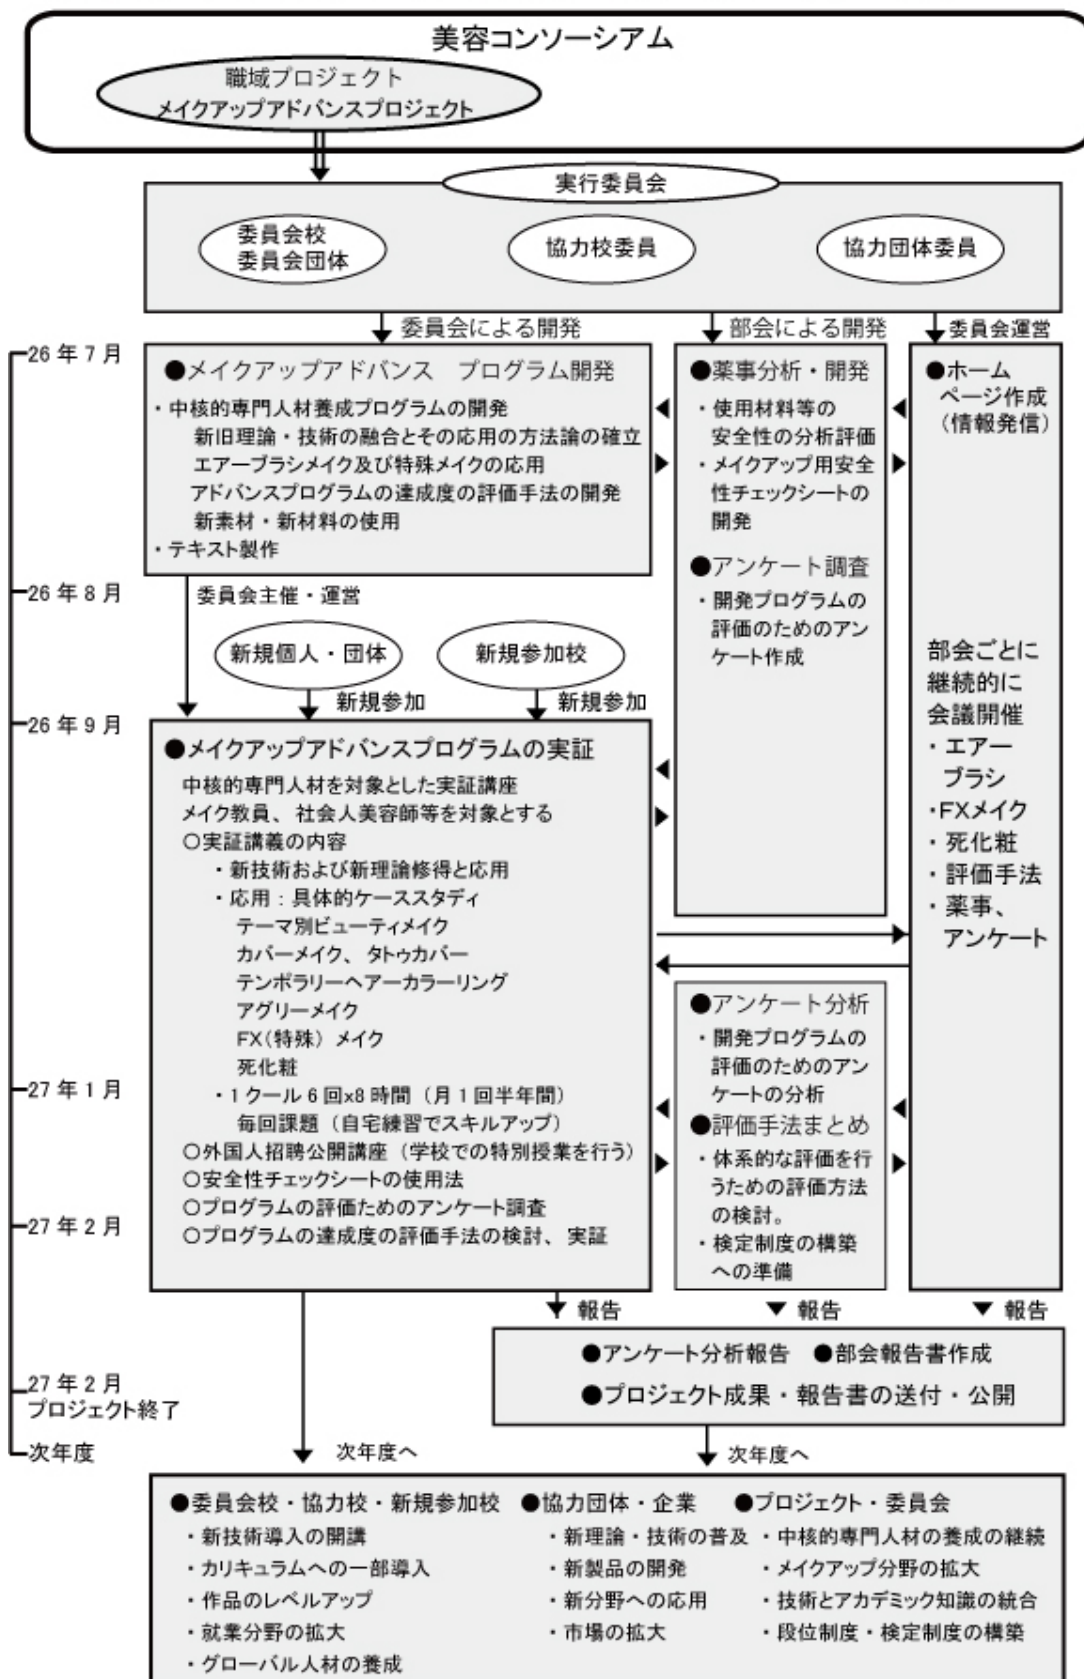 美容コンソーシアム
職域プロジェクト
メイクアップアドバンスプロジェクト
実行委員会
委員会校
委員会団体
協力校委員
協力団体委員
委員会による開発
部会による開発
委員会運営
26年7月
●メイクアップアドバンス　プログラム開発
・中核的専門人材養成プログラムの開発
新旧理論・技術の融合とその応用の方法論の確立
エアーブラシメイク及び特殊メイクの応用
アドバンスプログラムの達成度の評価手法の開発
新素材・新材料の使用
・テキスト製作
●薬事分析・開発
・使用材料等の
安全性の分析評価
・メイクアップ用安全
性チェックシートの
開発
●アンケート調査
・開発プログラムの
評価のためのアン
ケート作成
●ホーム
ページ作成
（情報発信）
部会ごとに
継続的に
会議開催
・エアー
ブラシ
・FXメイク
・死化粧
・評価手法
・薬事、
アンケート
26年8月
委員会主催・運営
新規個人・団体
新規参加校
新規参加
新規参加
26年9月
●メイクアップアドバンスプログラムの実証
中核的専門人材を対象とした実証講座
メイク教員、社会人美容師等を対象とする
○実証講義の内容
・新技術および新理論修得と応用
・応用：具体的ケーススタディ
テーマ別ビューティメイク
カバーメイク、タトゥカバー
テンポラリーヘアーカラーリング
アグリーメイク
FX（特殊）メイク
死化粧
・1クール6回x8時間（月1回半年間）
毎回課題（自宅練習でスキルアップ）
○外国人招聘公開講座（学校での特別授業を行う）
○安全性チェックシートの使用法
○プログラムの評価ためのアンケート調査
○プログラムの達成度の評価手法の検討、実証
●アンケート分析
・開発プログラムの
評価のためのアン
ケートの分析
●評価手法まとめ
・体系的な評価を行
うための評価方法
の検討。
・検定制度の構築
への準備
27年1月
27年2月
報告
報告
報告
●アンケート分析報告　●部会報告書作成
●プロジェクト成果・報告書の送付・公開
27年2月
プロジェクト終了
次年度
次年度へ
次年度へ
●委員会校・協力校・新規参加校
・新技術導入の開講
・カリキュラムへの一部導入
・作品のレベルアップ
・就業分野の拡大
・グローバル人材の養成
●協力団体・企業
・新理論・技術の普及
・新製品の開発
・新分野への応用
・市場の拡大
●プロジェクト・委員会
・中核的専門人材の養成の継続
・メイクアップ分野の拡大
・技術とアカデミック知識の統合
・段位制度・検定制度の構築